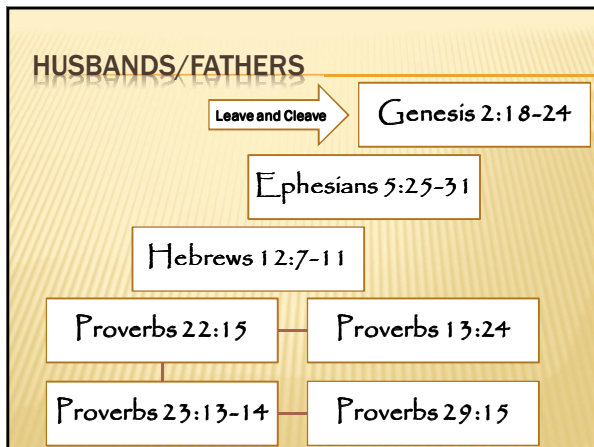 HUSBANDS/FATHERS
Leave and Cleave
Genesis 2:18-24
Ephesians 5:25-31
Hebrews 12:7-11
Proverbs 22:15
Proverbs 13:24
Proverbs 23:13-14
Proverbs 29:15